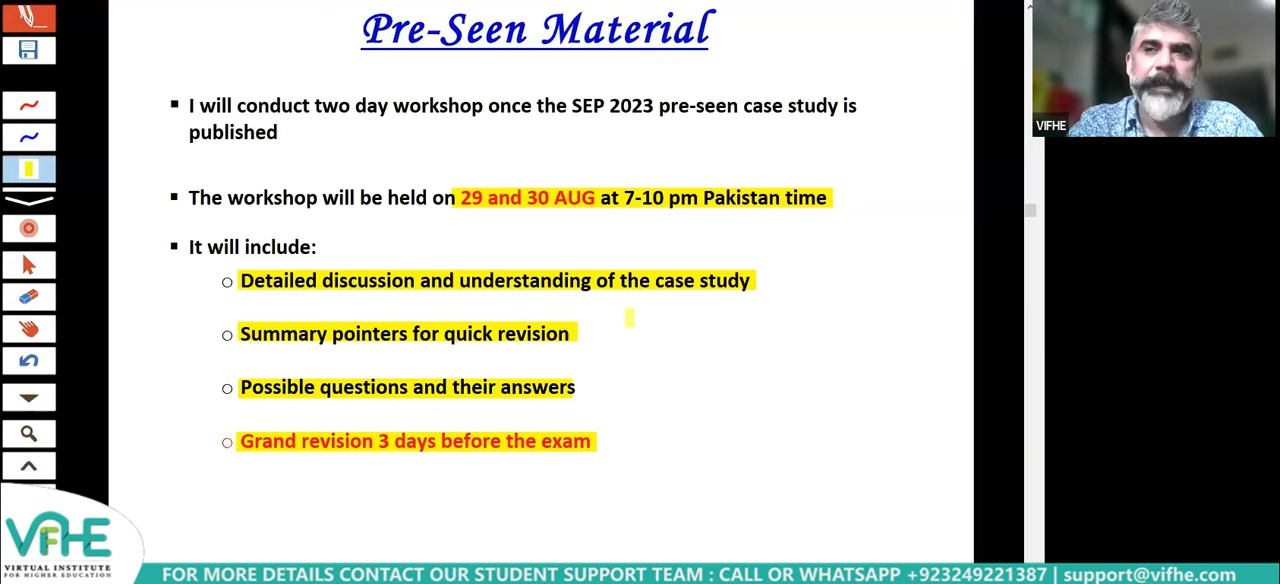 Pre-Seen Material
▪ I will conduct two day workshop once the SEP 2023 pre-seen case study is
published
▪ The workshop will be held on 29 and 30 AUG at 7-10 pm Pakistan time
▪ It will include:
○ Detailed discussion and understanding of the case study
○ Summary pointers for quick revision
○ Possible questions and their answers
○ Grand revision 3 days before the exam
VIFHE
VIFHE
VIRTUAL INSTITUTE
FOR HIGHER EDUCATION
FOR MORE DETAILS CONTACT OUR STUDENT SUPPORT TEAM : CALL OR WHATSAPP +923249221387 | support@vifhe.com